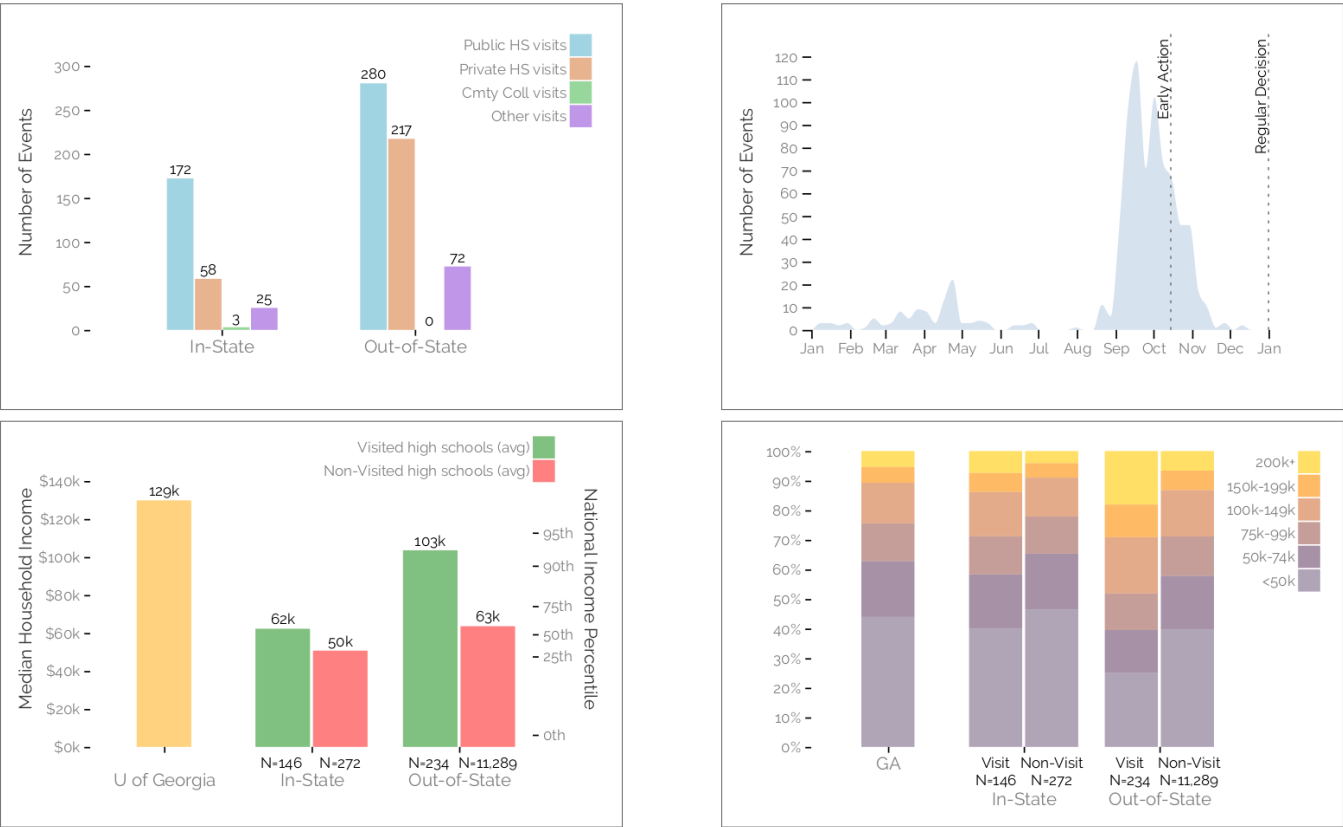 Public HS visits
Private HS visits
Cmty Coll visits
Other visits
Number of Events
300
250
200
150
100
50
0
172
58
3
25
280
217
0
72
In-State
Out-of-State
Number of Events
120
110
100
90
80
70
60
50
40
30
20
10
0
Early Action
Regular Decision
Jan Feb Mar Apr May Jun Jul Aug Sep Oct Nov Dec Jan
Visited high schools (avg)
Non-Visited high schools (avg)
Median Household Income
$140k
$120k
$100k
$80k
$60k
$40k
$20k
$0k
129k
62k
50k
103k
63k
National Income Percentile
95th
90th
75th
50th
25th
0th
N=146 N=272 N=234 N=11,289
U of Georgia In-State Out-of-State
100%
90%
80%
70%
60%
50%
40%
30%
20%
10%
0%
200k+
150k-199k
100k-149k
75k-99k
50k-74k
<50k
GA Visit Non-Visit Visit Non-Visit
N=146 N=272 N=234 N=11,289
In-State Out-of-State